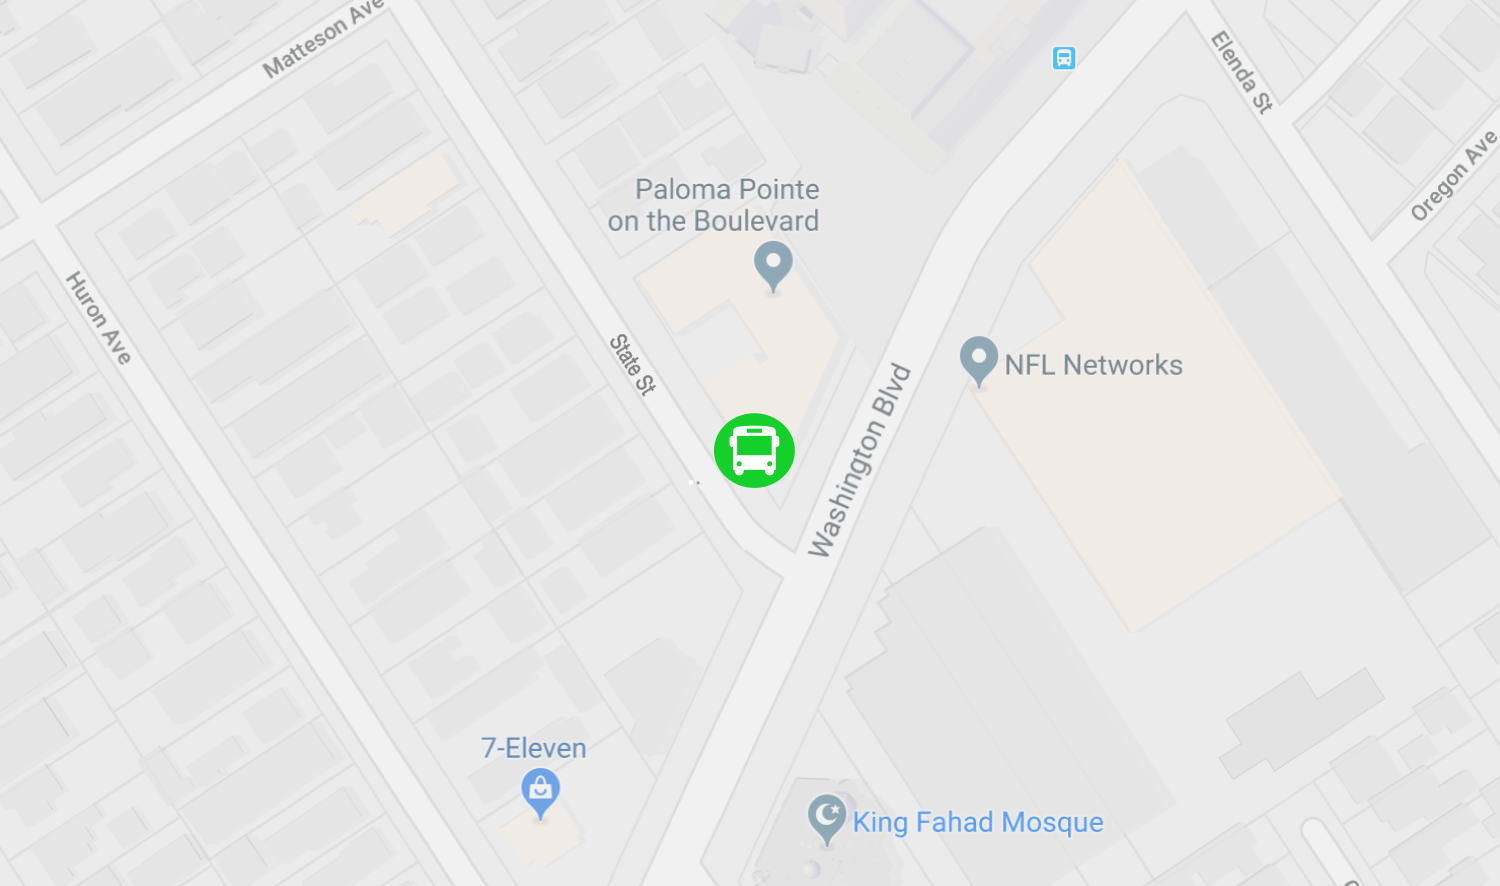 Matteson Ave
Elenda St
Oregon Ave
Paloma Pointe
on the Boulevard
Huron Ave
State St
NFL Networks
Washington Blvd
7-Eleven
King Fahad Mosque